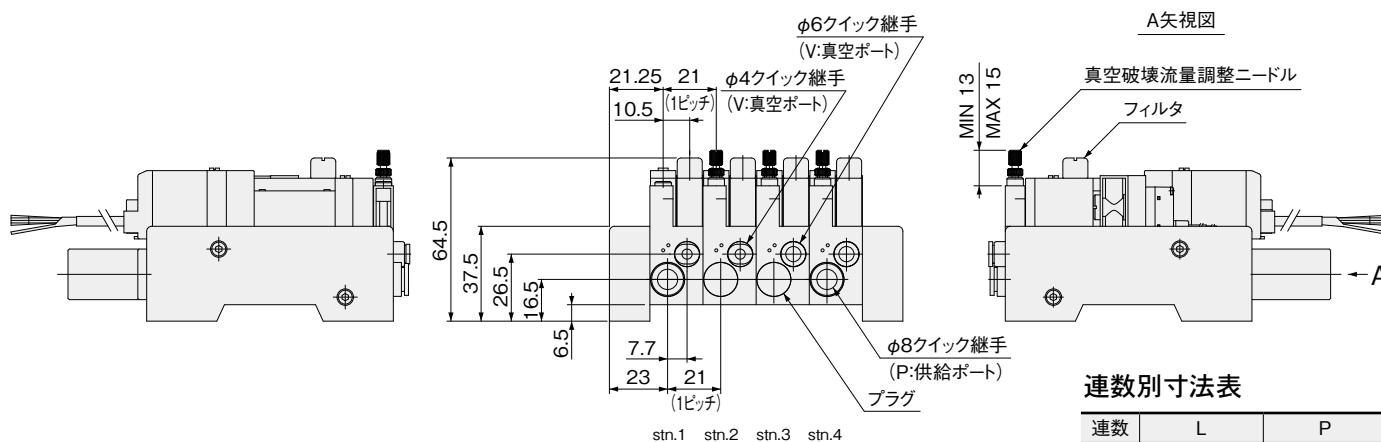 φ6クイック継手
(V:真空ポート)
A矢視図
21.25
21
(1ピッチ)
10.5
φ4クイック継手
(V:真空ポート)
MIN 13
MAX 15
真空破壊流量調整ニードル
フィルタ
64.5
37.5
26.5
16.5
6.5
7.7
23
21
(1ピッチ)
φ8クイック継手
(P:供給ポート)
プラグ
A
stn.1 stn.2 stn.3 stn.4
連数別寸法表
連数 L P